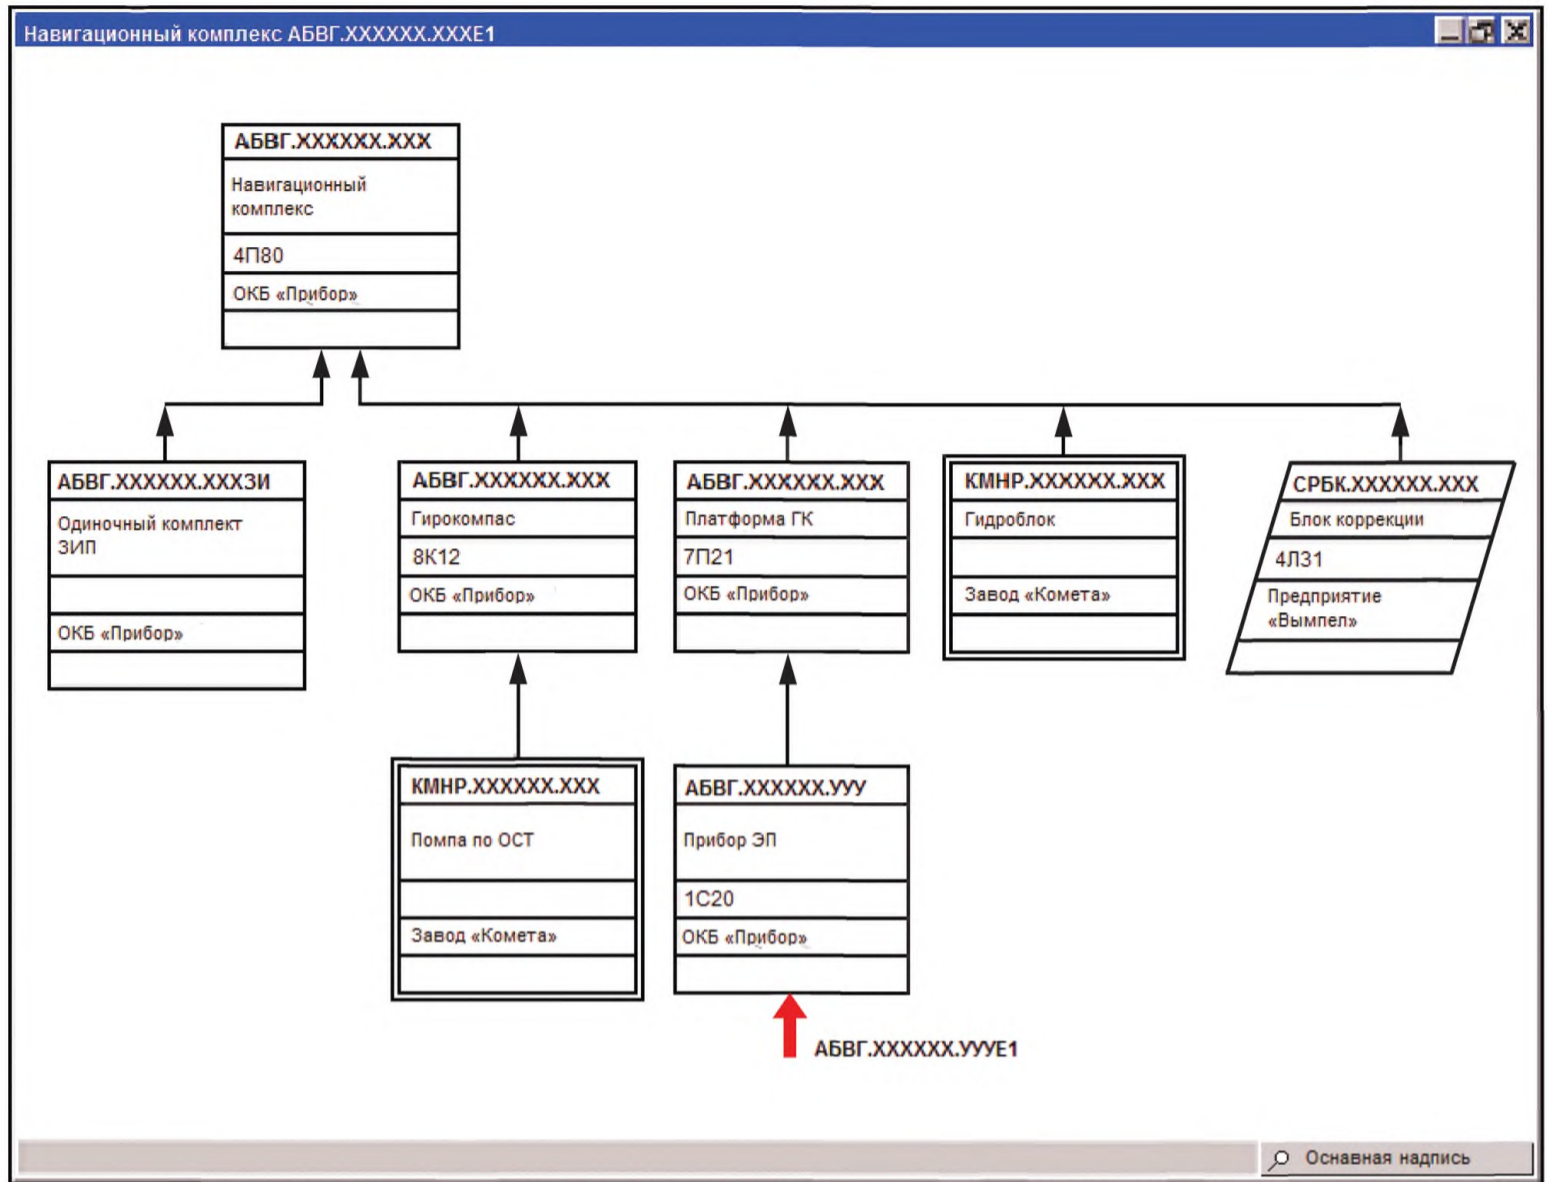 Навигационный комплекс АБВГ.XXXXXX.XXXE1
АБВГ.XXXXXX.XXX
Навигационный
комплекс
4П80
ОКБ «Прибор»
АБВГ.XXXXXX.XXXЗИ
Одиночный комплект
ЗИП
ОКБ «Прибор»
АБВГ.XXXXXX.XXX
Гирокомпас
8К12
ОКБ «Прибор»
АБВГ.XXXXXX.XXX
Платформа ГК
7П21
ОКБ «Прибор»
КМНР.XXXXXX.XXX
Гидроблок
Завод «Комета»
СРБК.XXXXXX.XXX
Блок коррекции
4Л31
Предприятие
«Вымпел»
КМНР.XXXXXX.XXX
Помпа по ОСТ
Завод «Комета»
АБВГ.XXXXXX.УУУ
Прибор ЭП
1С20
ОКБ «Прибор»
АБВГ.XXXXXX.УУУЕ1
Оснавная надпись